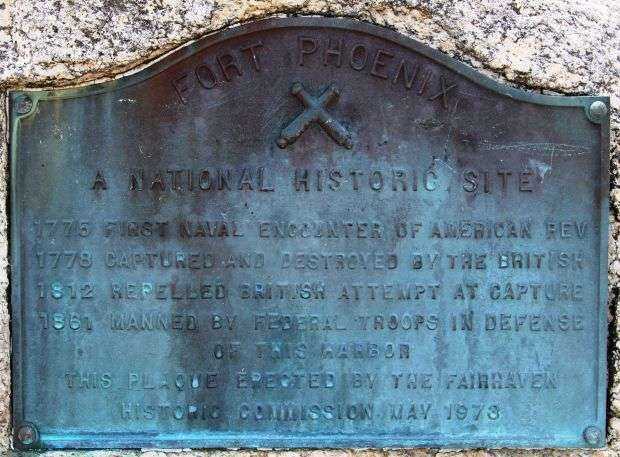 FORT PHOENIX
A NATIONAL HISTORIC SITE
1775 FIRST NAVAL ENCOUNTER OF AMERICAN REV
1778 CAPTURED AND DESTROYED BY THE BRITISH
1812 REPELLED BRITISH ATTEMPT AT CAPTURE
1861 MANNED BY FEDERAL TROOPS IN DEFENSE
OF THIS HARBOR
THIS PLAQUE ERECTED BY THE FAIRHAVEN
HISTORIC COMMISSION MAY 1973